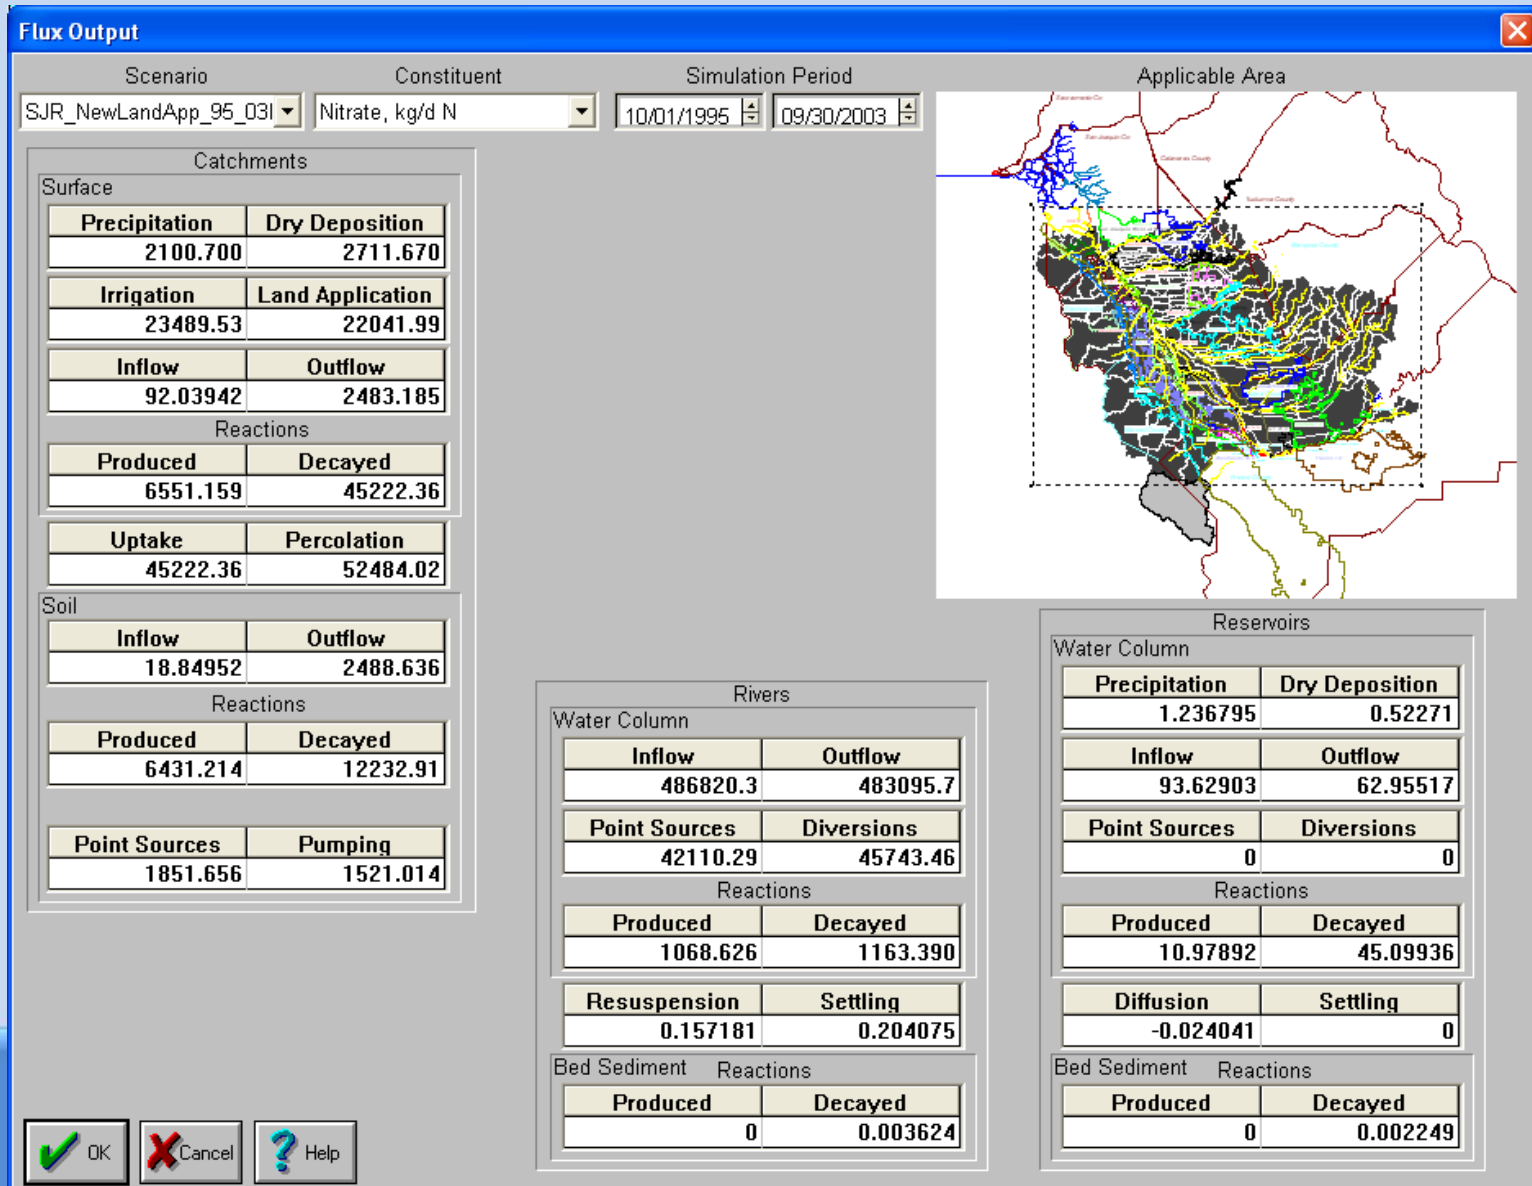 Flux Output
Scenario Constituent Simulation Period Applicable Area
SJR_NewLandApp_95_03 Nitrate, kg/d N 10/01/1995 09/30/2003
Catchments
Surface
Precipitation Dry Deposition
2100.700 2711.670
Irrigation Land Application
23489.53 22041.99
Inflow Outflow
92.03942 2483.185
Reactions
Produced Decayed
6551.159 45222.36
Uptake Percolation
45222.36 52484.02
Soil
Inflow Outflow
18.84952 2488.636
Reactions
Produced Decayed
6431.214 12232.91
Point Sources Pumping
1851.656 1521.014
Rivers
Water Column
Inflow Outflow
486820.3 483095.7
Point Sources Diversions
42110.29 45743.46
Reactions
Produced Decayed
1068.626 1163.390
Resuspension Settling
0.157181 0.204075
Bed Sediment Reactions
Produced Decayed
0 0.003624
Reservoirs
Water Column
Precipitation Dry Deposition
1.236795 0.52271
Inflow Outflow
93.62903 62.95517
Point Sources Diversions
0 0
Reactions
Produced Decayed
10.97892 45.09936
Diffusion Settling
-0.024041 0
Bed Sediment Reactions
Produced Decayed
0 0.002249
OK Cancel Help